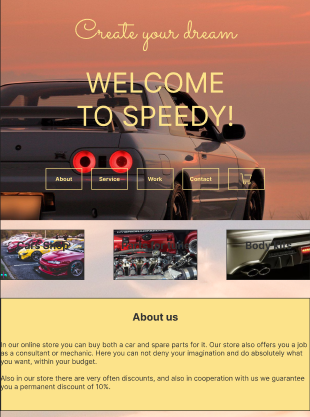 Create your dream
WELCOME
TO SPEEDY!
About
Service
Work
Contact
Cars Shop
Body Kits
About us
In our online store you can buy both a car and spare parts for it. Our store also offers you a job
as a consultant or mechanic. Here you can not deny your imagination and do absolutely what
you want, within your budget.
Also in our store there are very often discounts, and also in cooperation with us we guarantee
you a permanent discount of 10%.